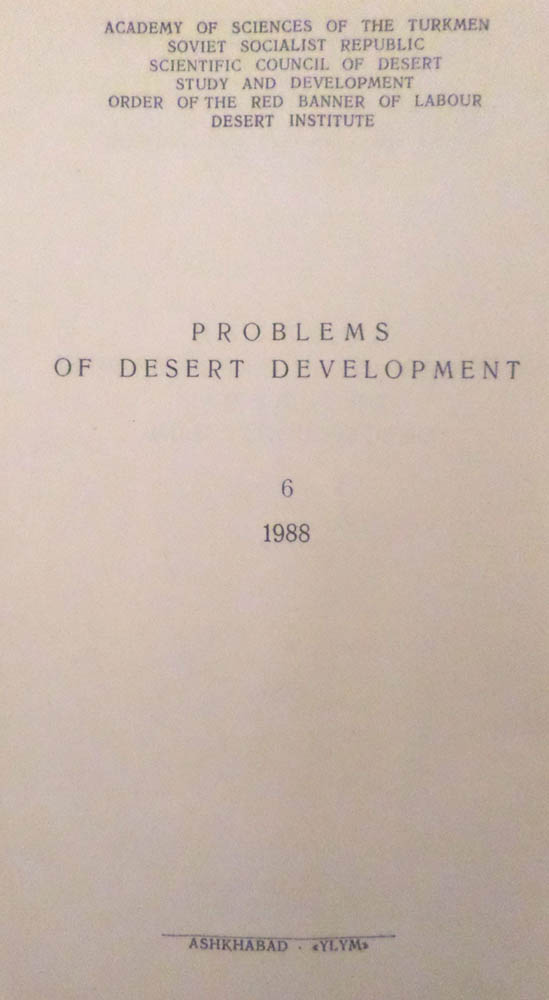 ACADEMY OF SCIENCES OF THE TURKMEN
SOVIET SOCIALIST REPUBLIC
SCIENTIFIC COUNCIL OF DESERT
STUDY AND DEVELOPMENT
ORDER OF THE RED BANNER OF LABOUR
DESERT INSTITUTE
PROBLEMS
OF DESERT DEVELOPMENT
6
1988
ASHKHABAD · «YLYM»